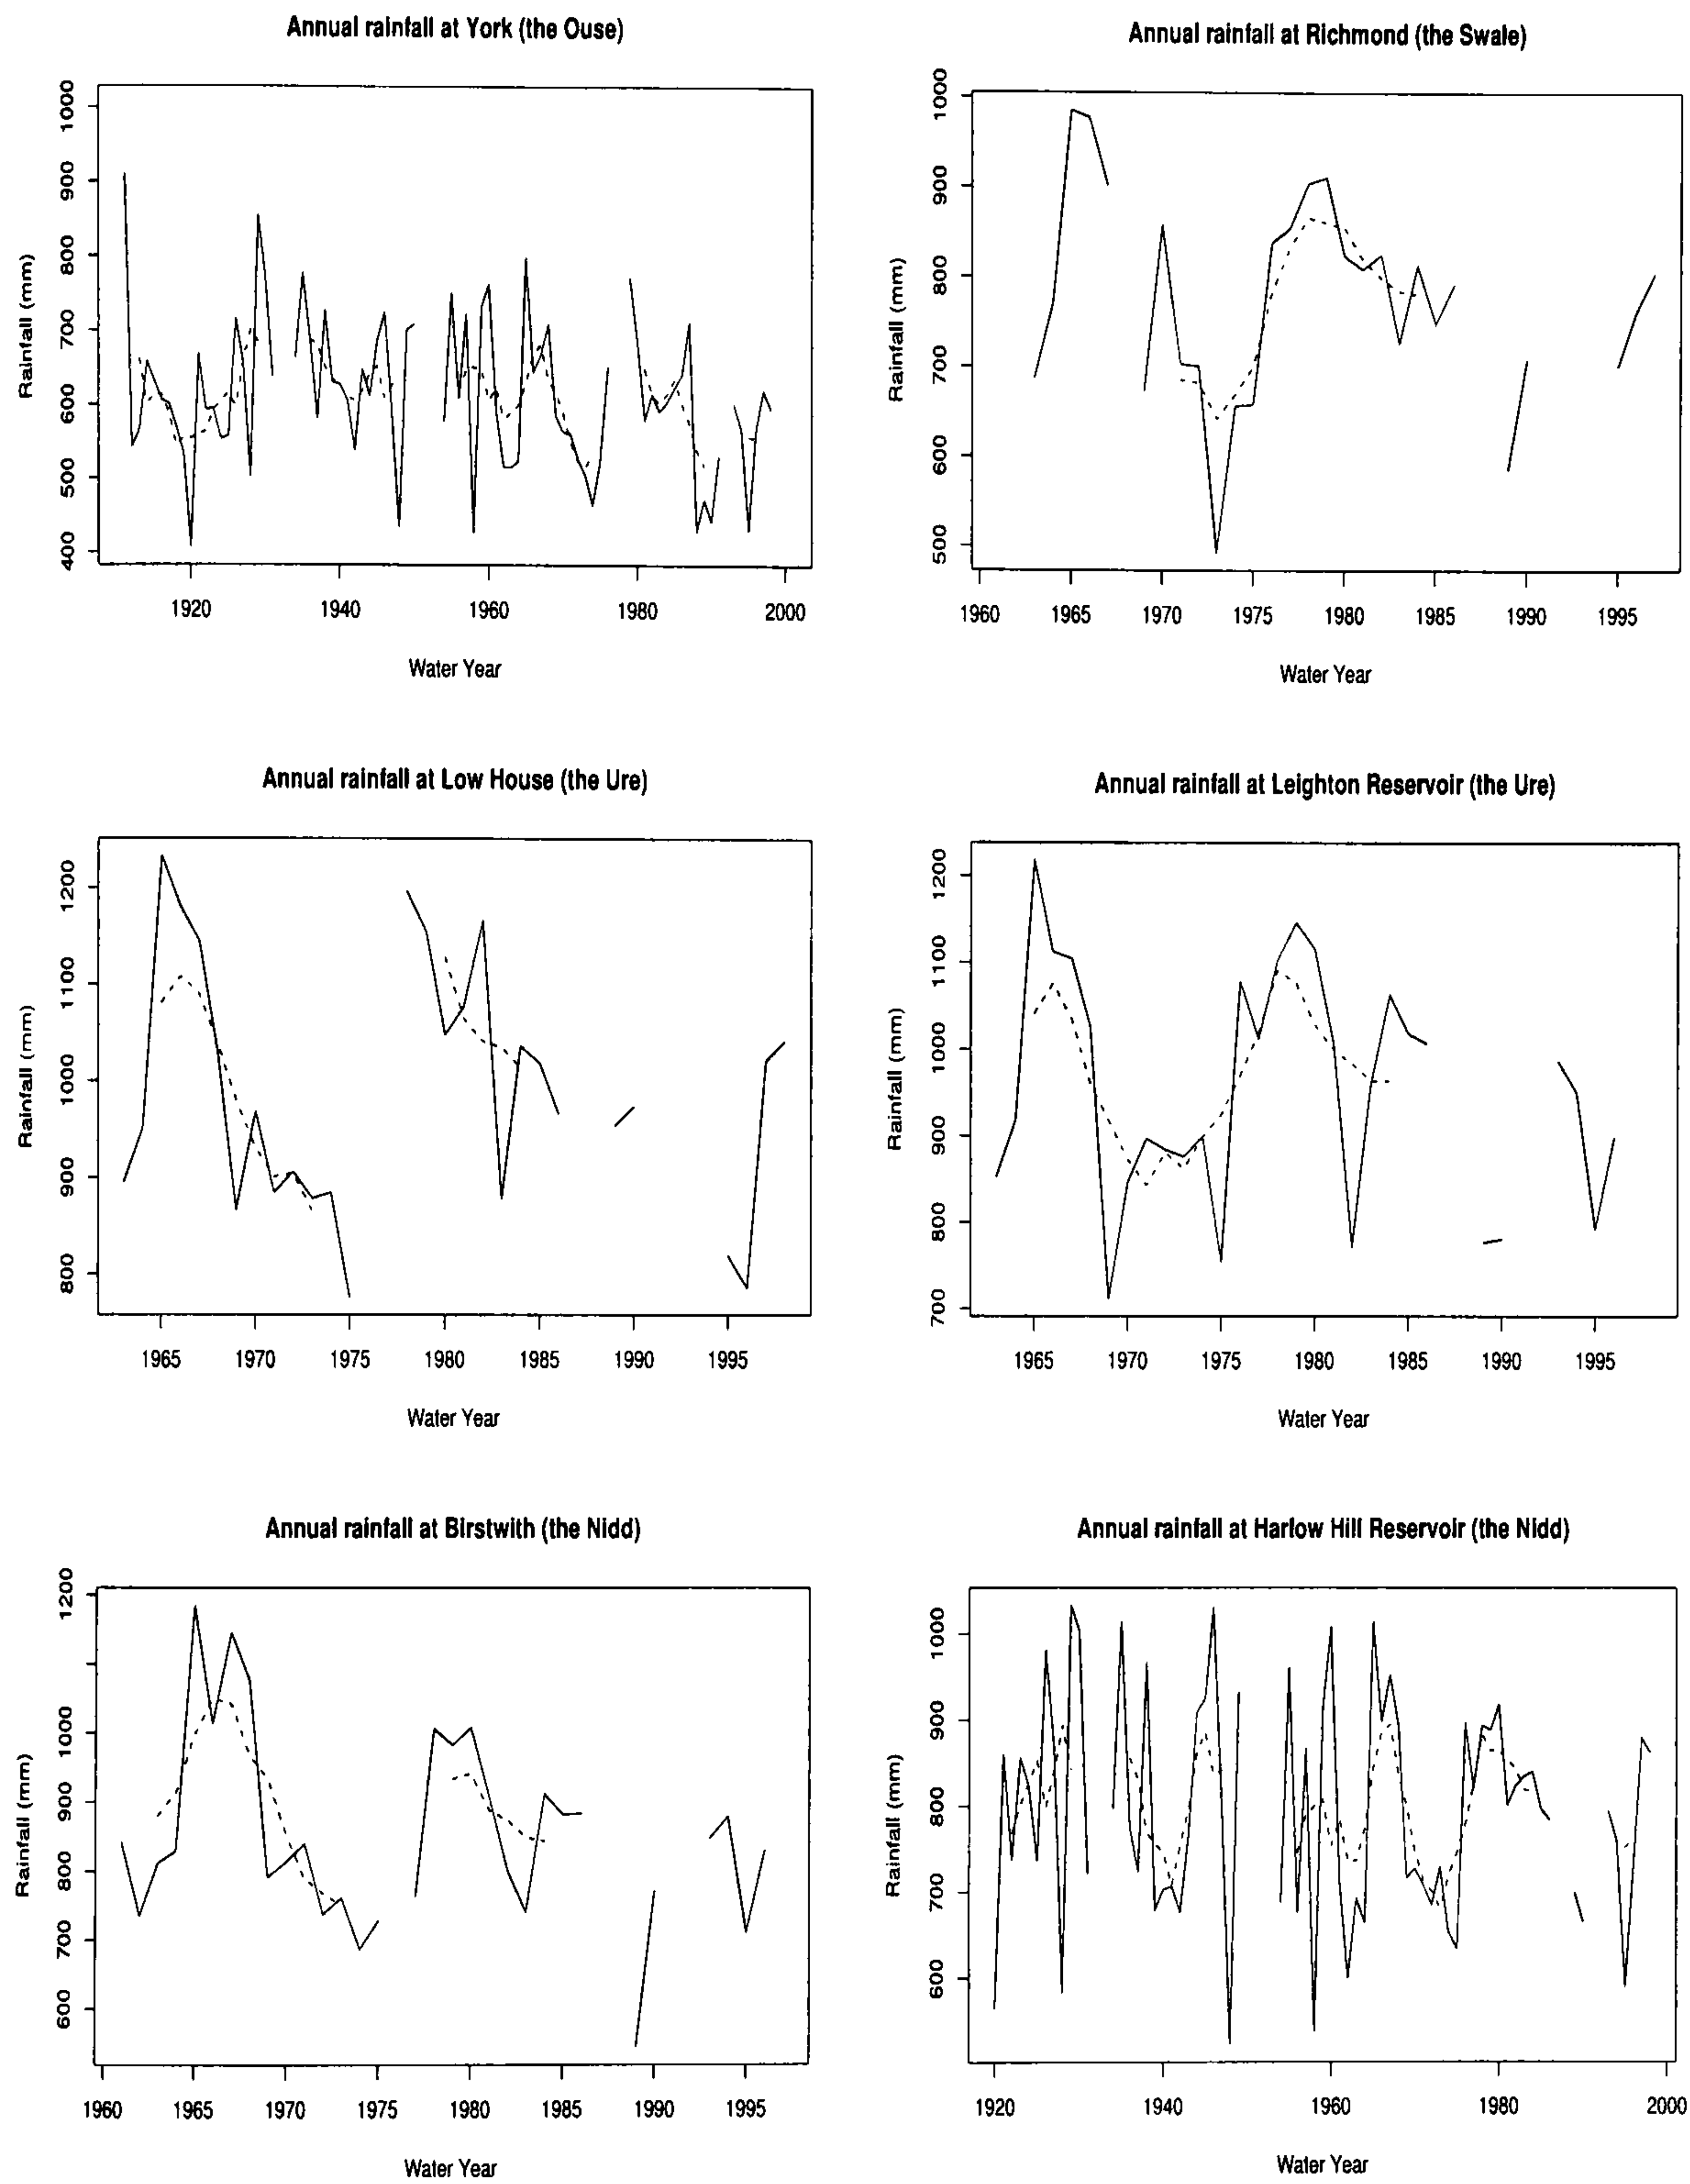 Annual rainfall at York (the Ouse)
Rainfall (mm)
1000
900
800
700
600
500
400
1920 1940 1960 1980 2000
Water Year
Annual rainfall at Richmond (the Swale)
Rainfall (mm)
1000
900
800
700
600
500
1960 1965 1970 1975 1980 1985 1990 1995
Water Year
Annual rainfall at Low House (the Ure)
Rainfall (mm)
1200
1100
1000
900
800
1965 1970 1975 1980 1985 1990 1995
Water Year
Annual rainfall at Leighton Reservoir (the Ure)
Rainfall (mm)
1200
1100
1000
900
800
700
1965 1970 1975 1980 1985 1990 1995
Water Year
Annual rainfall at Birstwith (the Nidd)
Rainfall (mm)
1200
1000
900
800
700
600
1960 1965 1970 1975 1980 1985 1990 1995
Water Year
Annual rainfall at Harlow Hill Reservoir (the Nidd)
Rainfall (mm)
1000
900
800
700
600
1920 1940 1960 1980 2000
Water Year